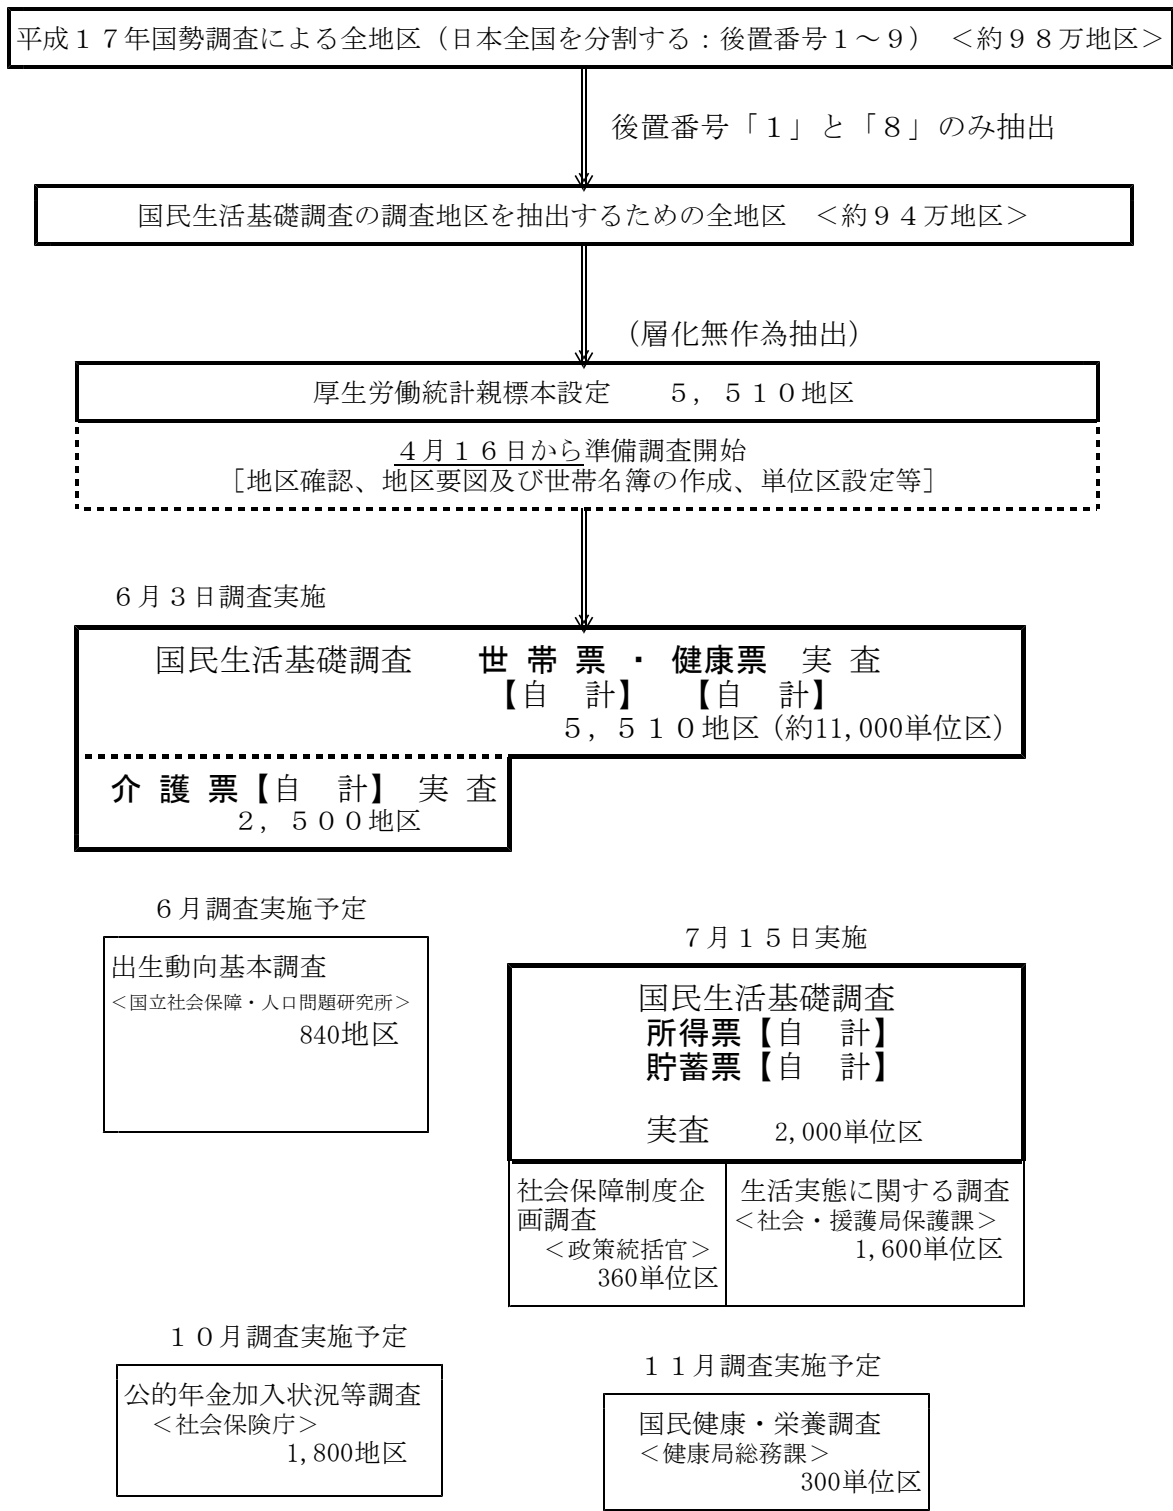 平成１７年国勢調査による全地区（日本全国を分割する：後置番号１～９）　＜約９８万地区＞
後置番号「１」と「８」のみ抽出
国民生活基礎調査の調査地区を抽出するための全地区　＜約９４万地区＞
（層化無作為抽出）
厚生労働統計親標本設定　　５，５１０地区
４月１６日から準備調査開始
［地区確認、地区要図及び世帯名簿の作成、単位区設定等］
６月３日調査実施
国民生活基礎調査　　世 帯 票 ・ 健康票　実 査
【自　計】　【自　計】
５，５１０地区（約11,000単位区）
介 護 票【自　計】 実 査
２，５００地区
６月調査実施予定
出生動向基本調査
＜国立社会保障・人口問題研究所＞
840地区
７月１５日実施
国民生活基礎調査
所得票【自　計】
貯蓄票【自　計】
実査　　2,000単位区
社会保障制度企
画調査
＜政策統括官＞
360単位区
生活実態に関する調査
＜社会・援護局保護課＞
1,600単位区
１０月調査実施予定
公的年金加入状況等調査
＜社会保険庁＞
1,800地区
１１月調査実施予定
国民健康・栄養調査
＜健康局総務課＞
300単位区